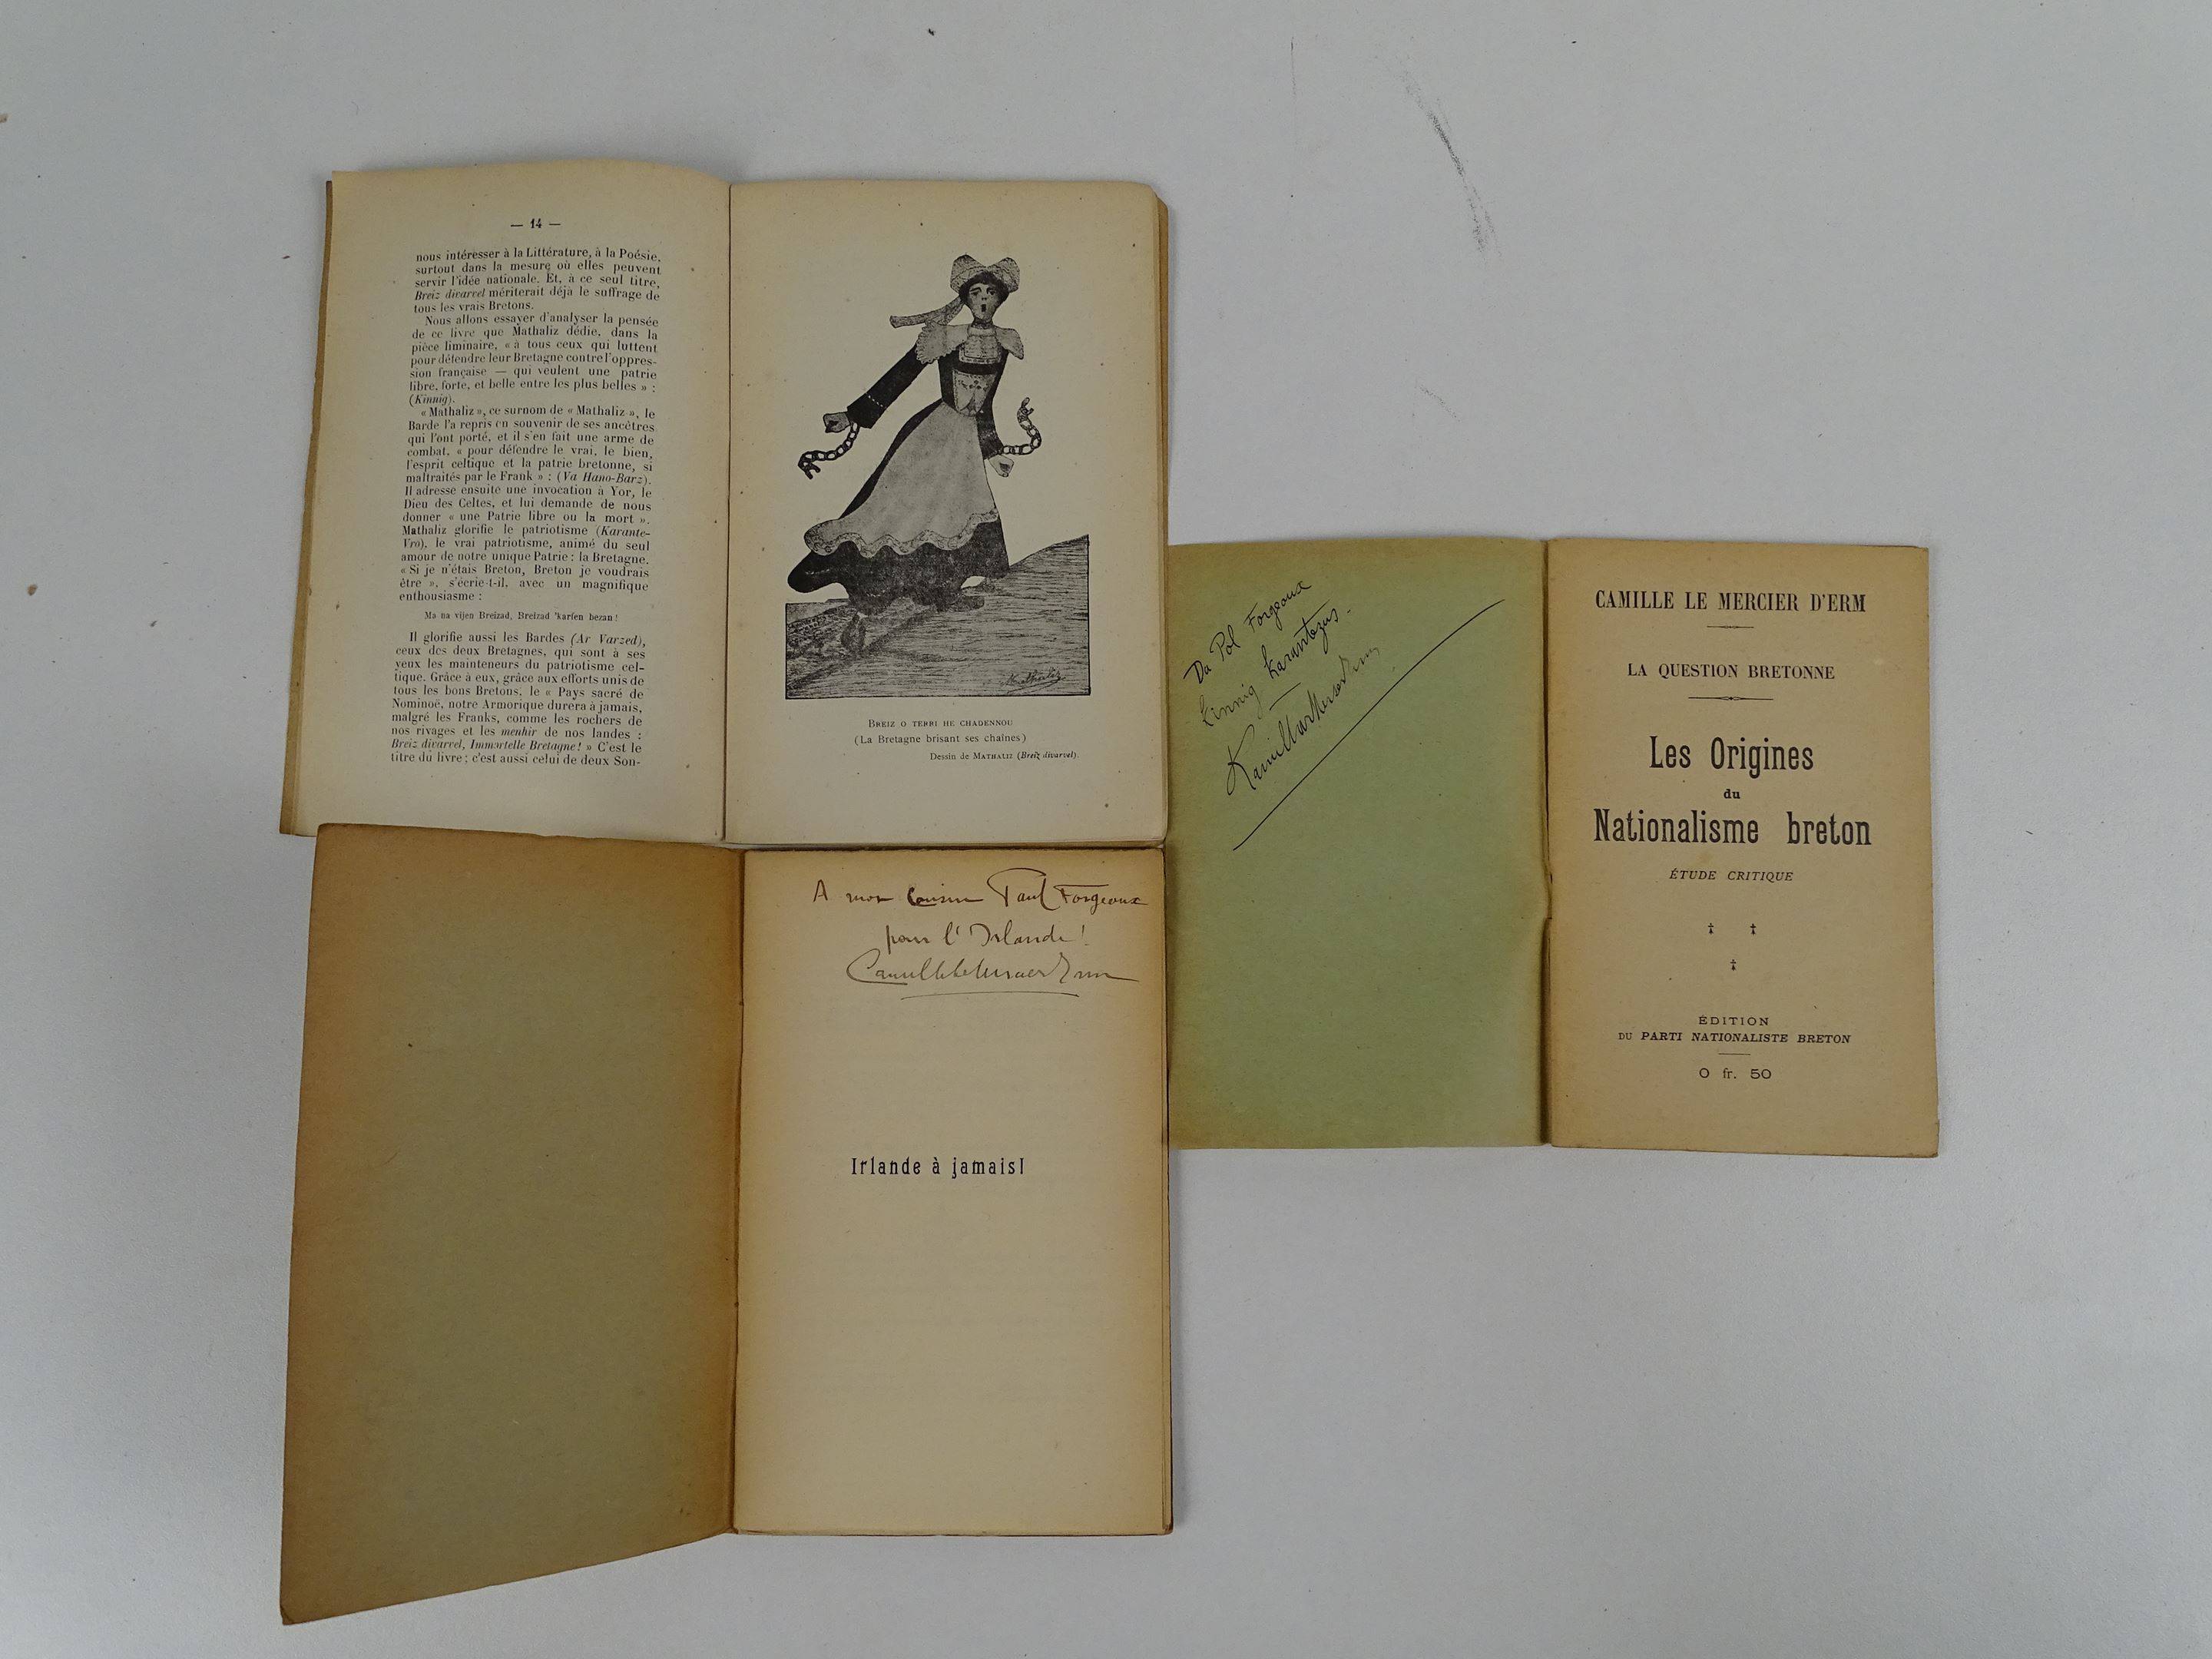 — 14 —
nous intéresser à la Littérature, à la Poésie,
surtout dans la mesure où elles peuvent
servir l'idée nationale. Et, à ce seul titre,
Breiz divarvel mériterait déjà le suffrage de
tous les vrais Bretons.
Nous allons essayer d'analyser la pensée
de ce livre que Mathaliz dédie, dans la
pièce liminaire, « à tous ceux qui luttent
pour défendre leur Bretagne contre l'oppres-
sion française — qui veulent une patrie
libre, forte, et belle entre les plus belles » :
(Kinnig).
« Mathaliz », ce surnom de « Mathaliz », le
Barde l'a repris en souvenir de ses ancêtres
qui l'ont porté, et il s'en fait une arme de
combat, « pour défendre le vrai, le bien,
l'esprit celtique et la patrie bretonne, si
maltraités par le Frank » : (Va Hano-Barz).
Il adresse ensuite une invocation à Yor, le
Dieu des Celtes, et lui demande de nous
donner « une Patrie libre ou la mort ».
Mathaliz glorifie le patriotisme (Karante-
Vro), le vrai patriotisme, animé du seul
amour de notre unique Patrie : la Bretagne.
« Si je n'étais Breton, Breton je voudrais
être », s'écrie-t-il, avec un magnifique
enthousiasme :
Ma na vijen Breizad, Breizad 'karfen bezan !
Il glorifie aussi les Bardes (Ar Varzed),
ceux des deux Bretagnes, qui sont à ses
yeux les mainteneurs du patriotisme cel-
tique. Grâce à eux, grâce aux efforts unis de
tous les bons Bretons, le « Pays sacré de
Nominoë, notre Armorique durera à jamais,
malgré les Franks, comme les rochers de
nos rivages et les menhir de nos landes :
Breiz divarvel, Immortelle Bretagne ! » C'est le
titre du livre ; c'est aussi celui de deux Son-
Mathaliz
BREIZ O TERRI HE CHADENNOU
(La Bretagne brisant ses chaînes)
Dessin de MATHALIZ (Breiz divarvel).
A mon Cousin Paul Forgeoux
pour l'Irlande !
Camille Le Mercier d'Erm
Irlande à jamais!
Da Pol Forgeoux
Kinnig karantezus.
Kamill ar Merser d'Erm
CAMILLE LE MERCIER D'ERM
LA QUESTION BRETONNE
Les Origines
du
Nationalisme breton
ÉTUDE CRITIQUE
ÉDITION
DU PARTI NATIONALISTE BRETON
0 fr. 50